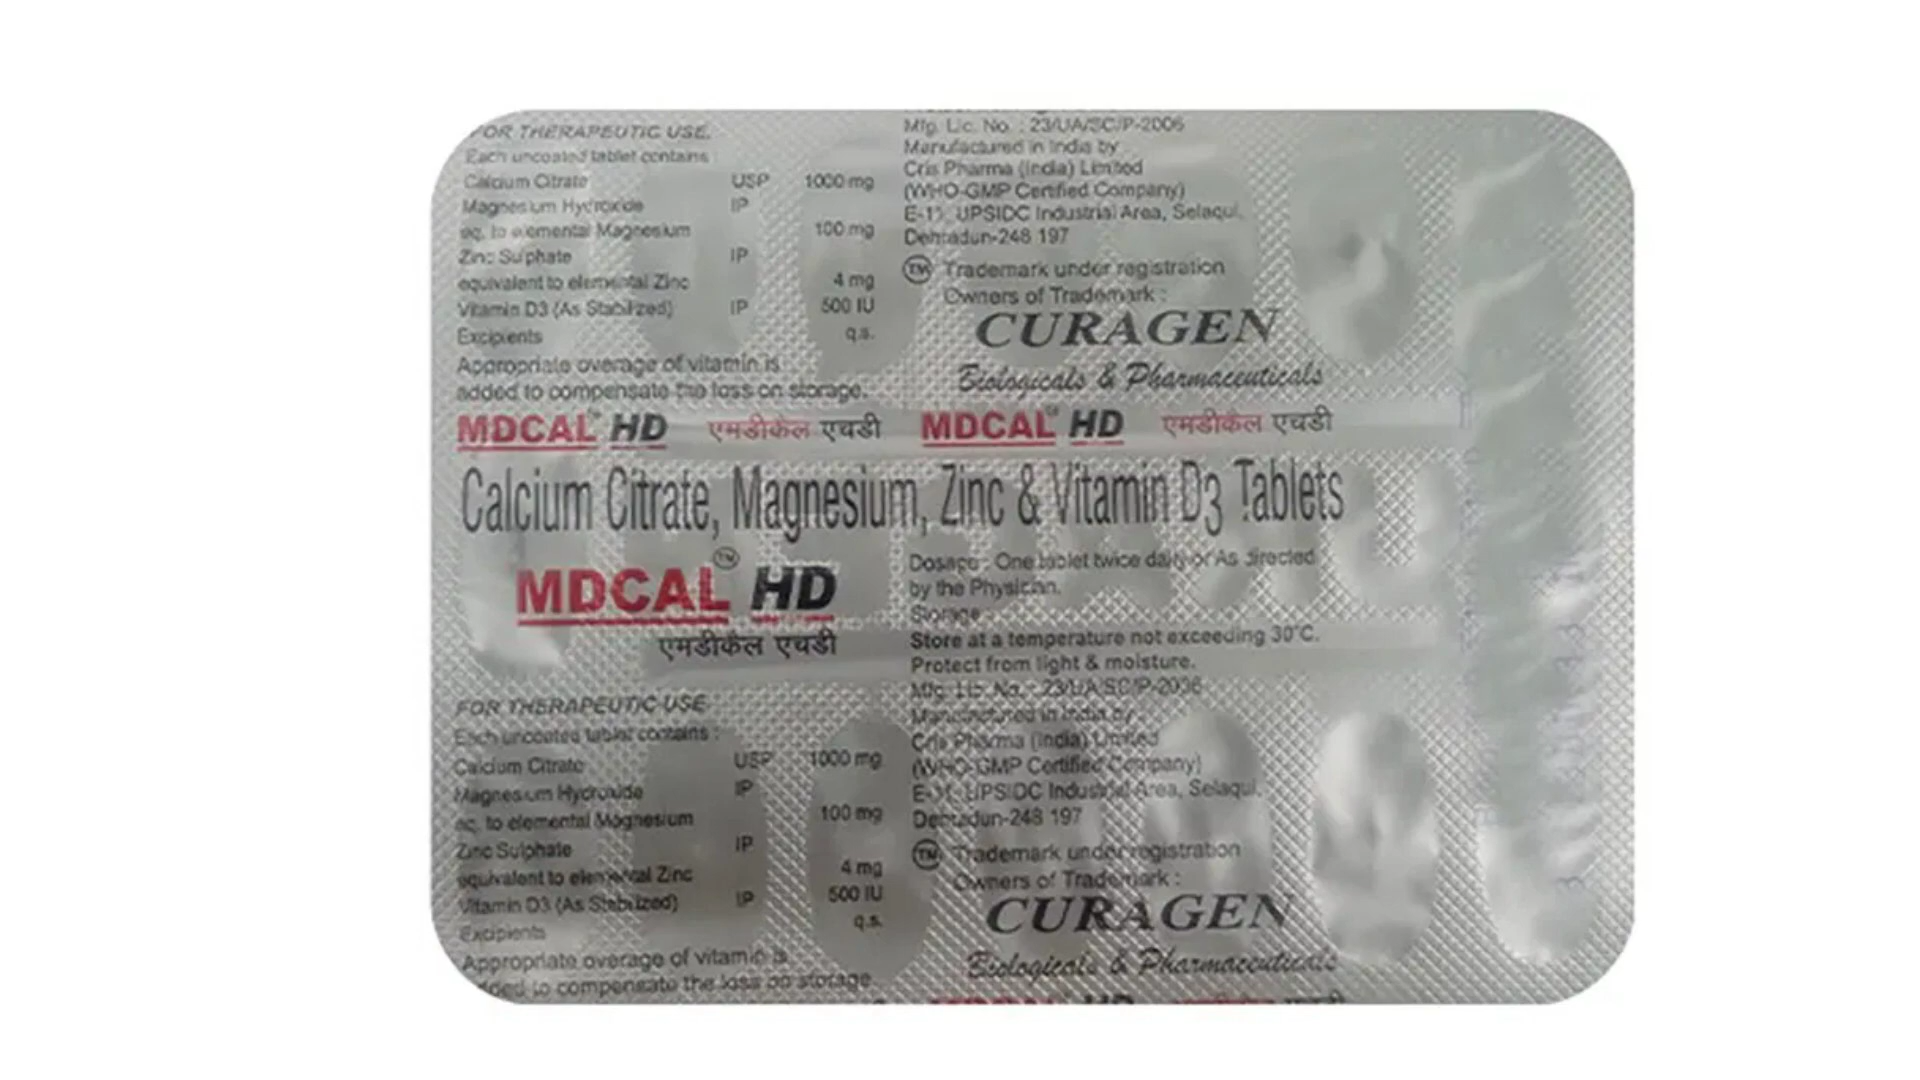 FOR THERAPEUTIC USE.
Each uncoated tablet contains :
Calcium Citrate USP 1000 mg
Magnesium Hydroxide IP
eq. to elemental Magnesium 100 mg
Zinc Sulphate IP
equivalent to elemental Zinc 4 mg
Vitamin D3 (As Stabilized) IP 500 IU
Excipients q.s.
Appropriate overage of vitamin is
added to compensate the loss on storage.
Mfg. Lic. No. : 23/UA/SC/P-2006
Manufactured in India by
Cris Pharma (India) Limited
(WHO-GMP Certified Company)
E-11, UPSIDC Industrial Area, Selaqui,
Dehradun-248 197
TM Trademark under registration
Owners of Trademark :
CURAGEN
Biologicals & Pharmaceuticals
MDCAL™ HD एमडीकॅल एचडी MDCAL™ HD एमडीकॅल एचडी
Calcium Citrate, Magnesium, Zinc & Vitamin D3 Tablets
MDCAL TM HD
एमडीकॅल एचडी
Dosage : One tablet twice daily or As directed
by the Physician.
Storage
Store at a temperature not exceeding 30°C.
Protect from light & moisture.
FOR THERAPEUTIC USE
Each uncoated tablet contains :
Calcium Citrate USP 1000 mg
Magnesium Hydroxide IP
eq. to elemental Magnesium 100 mg
Zinc Sulphate IP
equivalent to elemental Zinc 4 mg
Vitamin D3 (As Stabilized) IP 500 IU
Excipients q.s.
Appropriate overage of vitamin is
added to compensate the loss on storage
Mfg. Lic. No. : 23/UA/SC/P-2006
Manufactured in India by :
Cris Pharma (India) Limited
(WHO-GMP Certified Company)
E-11, UPSIDC Industrial Area, Selaqui,
Dehradun-248 197
TM Trademark under registration
Owners of Trademark :
CURAGEN
Biologicals & Pharmaceuticals
MDCAL HD